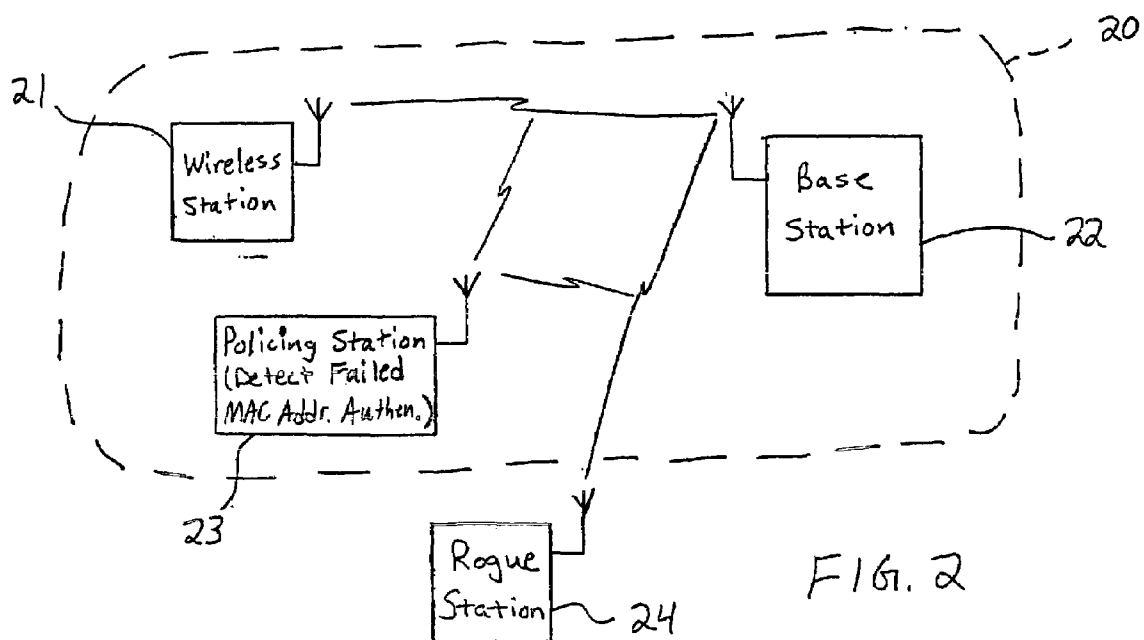 20
21
Wireless
Station
Base
Station
22
Policing Station
(Detect Failed
MAC Addr. Authen.)
23
Rogue
Station
24
FIG. 2